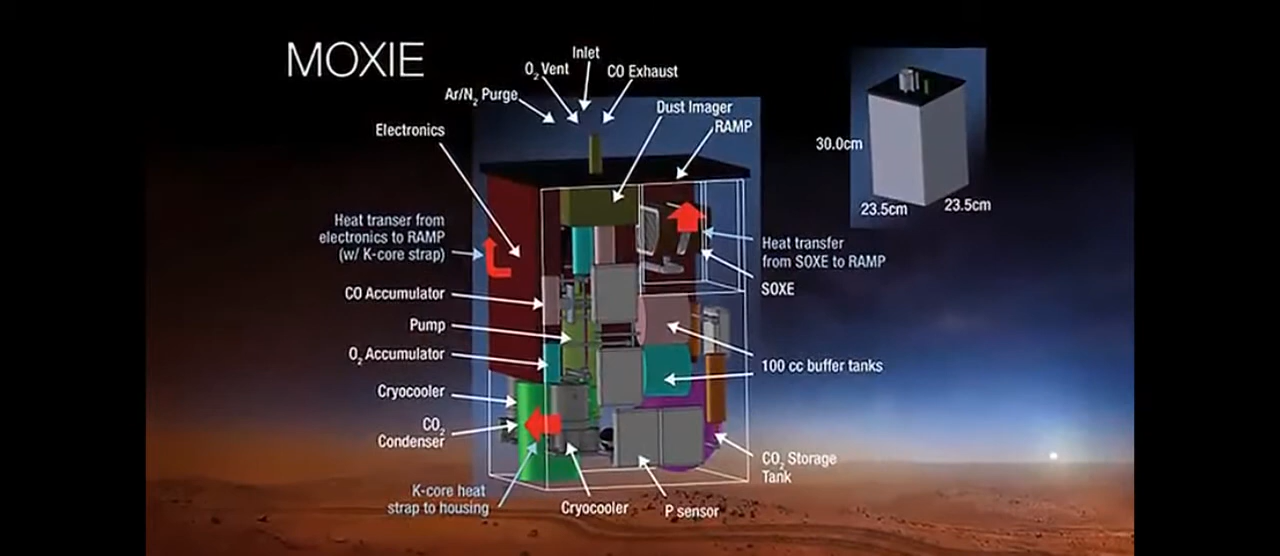 MOXIE
Inlet
O2 Vent
CO Exhaust
Ar/N2 Purge
Dust Imager
RAMP
Electronics
30.0cm
23.5cm
23.5cm
Heat transer from
electronics to RAMP
(w/ K-core strap)
Heat transfer
from SOXE to RAMP
SOXE
CO Accumulator
Pump
O2 Accumulator
100 cc buffer tanks
Cryocooler
CO2
Condenser
CO2 Storage
Tank
K-core heat
strap to housing
Cryocooler
P sensor